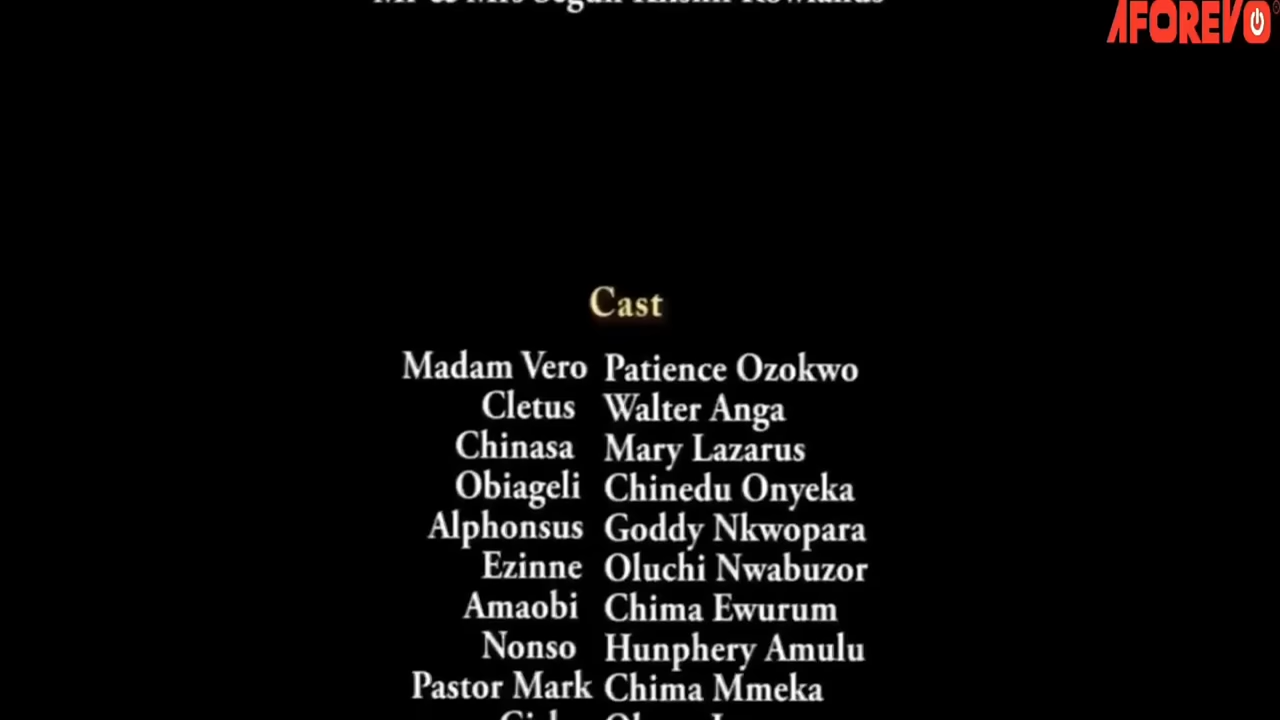 AFOREVO
Cast
Madam Vero Patience Ozokwo
Cletus Walter Anga
Chinasa Mary Lazarus
Obiageli Chinedu Onyeka
Alphonsus Goddy Nkwopara
Ezinne Oluchi Nwabuzor
Amaobi Chima Ewurum
Nonso Hunphery Amulu
Pastor Mark Chima Mmeka